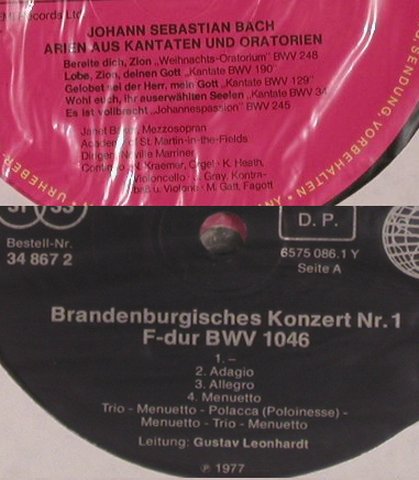 EMI Records Ltd.
JOHANN SEBASTIAN BACH
ARIEN AUS KANTATEN UND ORATORIEN
Bereite dich, Zion „Weihnachts-Oratorium" BWV 248
Lobe, Zion, deinen Gott „Kantate BWV 190"
Gelobet sei der Herr, mein Gott „Kantate BWV 129"
Wohl euch, ihr auserwählten Seelen „Kantate BWV 34
Es ist vollbracht „Johannespassion" BWV 245
Janet Baker, Mezzosopran
Academy of St. Martin-in-the-Fields
Dirigent: Neville Marriner
Continuo: N. Kraemer, Orgel · K. Heath,
Violoncello · J. Gray, Kontra-
baß u. Violone · M. Gatt, Fagott
URHEBER
ENDUNG VORBEHALTEN
33
D. P.
Bestell-Nr.
34 867 2
6575 086.1 Y
Seite A
Brandenburgisches Konzert Nr. 1
F-dur BWV 1046
1. –
2. Adagio
3. Allegro
4. Menuetto
Trio - Menuetto - Polacca (Poloinesse) -
Menuetto - Trio - Menuetto
Leitung: Gustav Leonhardt
℗ 1977